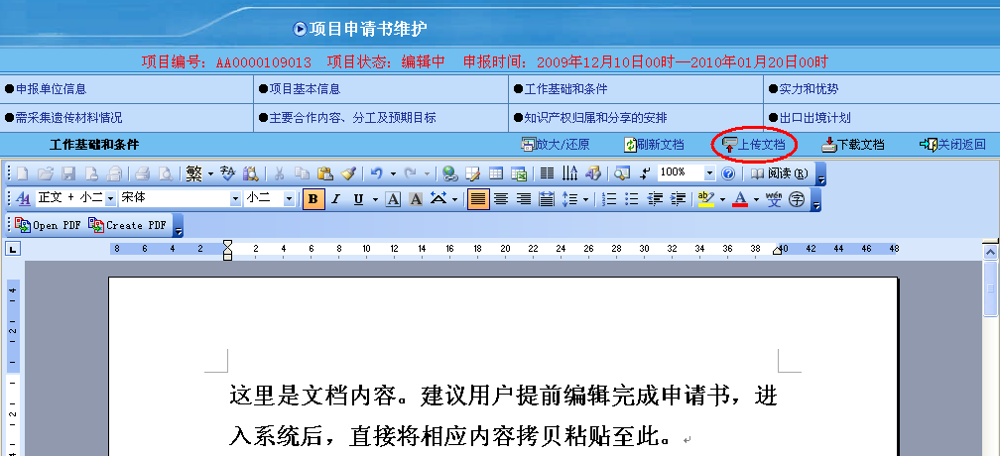 项目申请书维护
项目编号: AA0000109013 项目状态: 编辑中 申报时间: 2009年12月10日00时—2010年01月20日00时
●申报单位信息 ●项目基本信息 ●工作基础和条件 ●实力和优势
●需采集遗传材料情况 ●主要合作内容、分工及预期目标 ●知识产权归属和分享的安排 ●出口出境计划
工作基础和条件 放大/还原 刷新文档 上传文档 下载文档 关闭返回
繁 100% 阅读(R)
正文 + 小二 宋体 小二 B I U A A A ab A wén 文 字
Open PDF Create PDF
L 8 6 4 2 2 4 6 8 10 12 14 16 18 20 22 24 26 28 30 32 34 36 38 40 42 44 46 48
4
2
2
这里是文档内容。建议用户提前编辑完成申请书，进
入系统后，直接将相应内容拷贝粘贴至此。